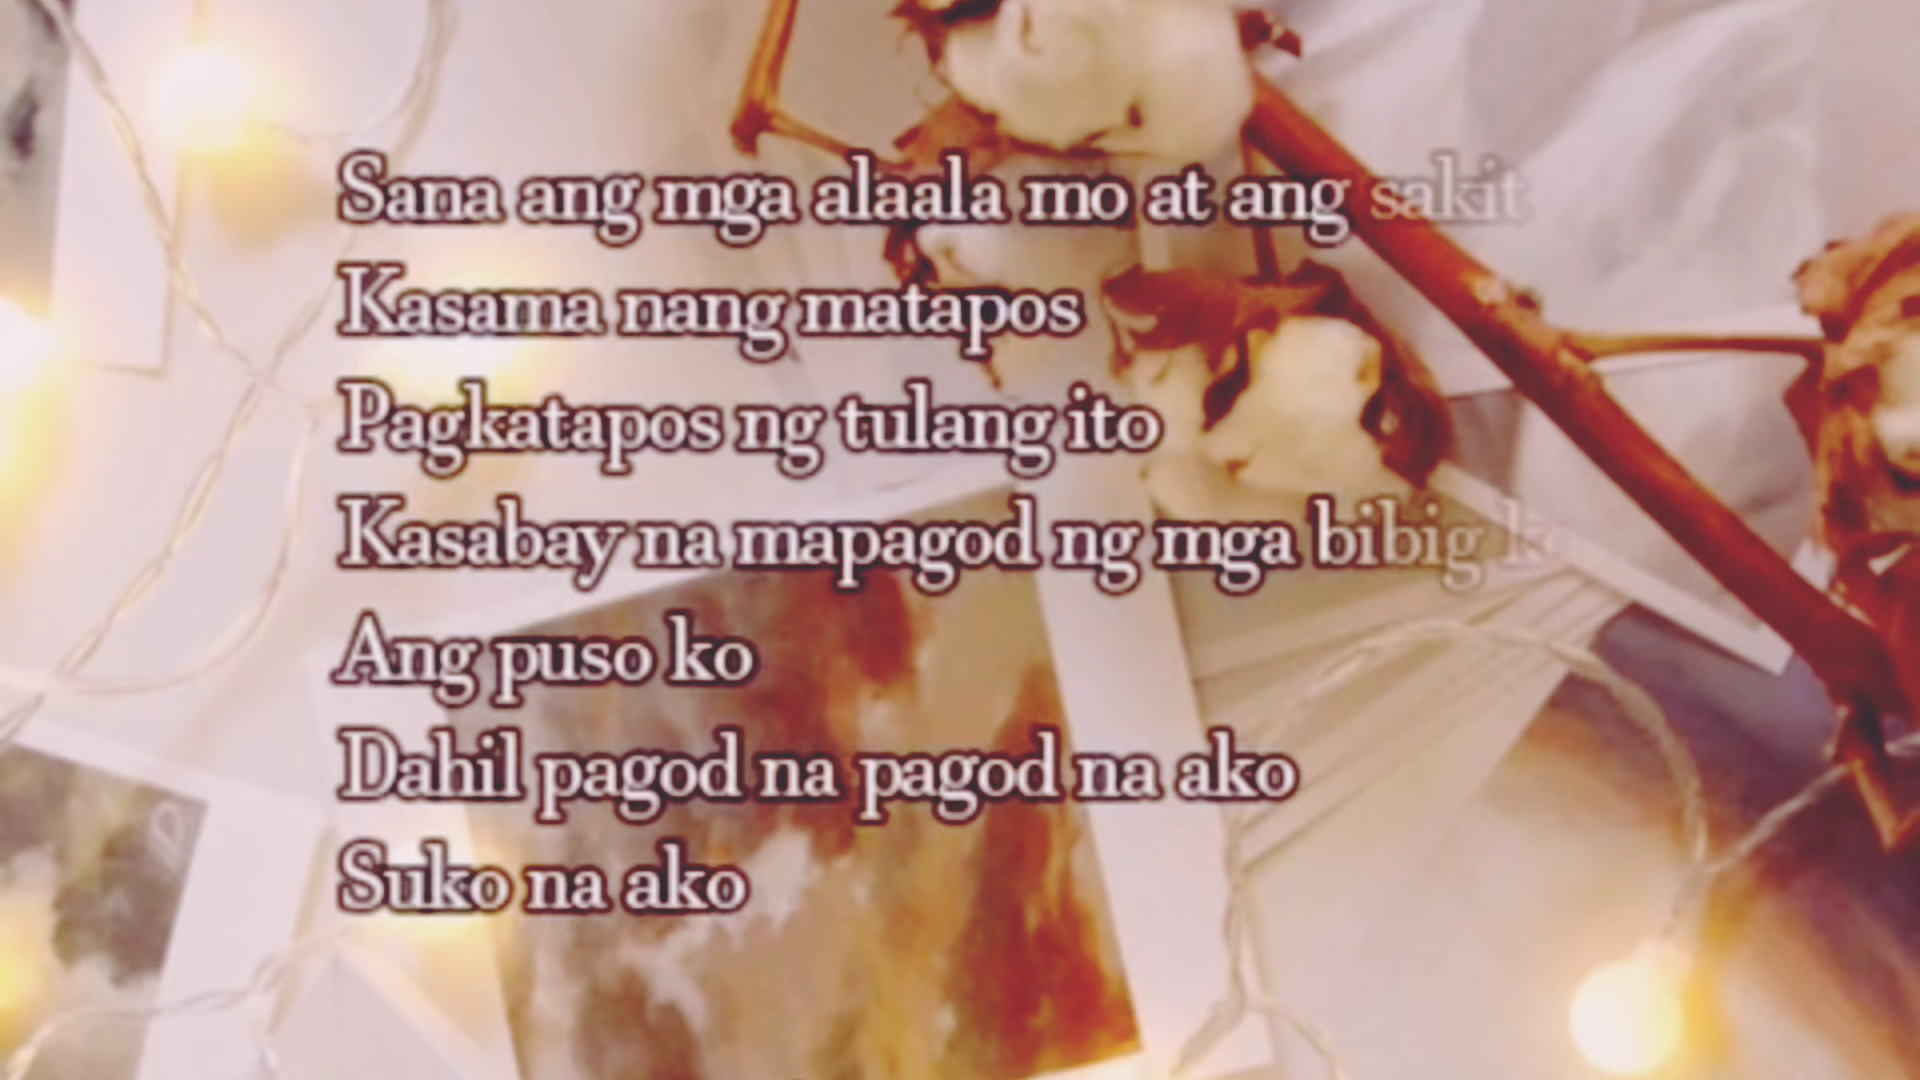 Sana ang mga alaala mo at ang sakit
Kasama nang matapos
Pagkatapos ng tulang ito
Kasabay na mapagod ng mga bibig ko
Ang puso ko
Dahil pagod na pagod na ako
Suko na ako